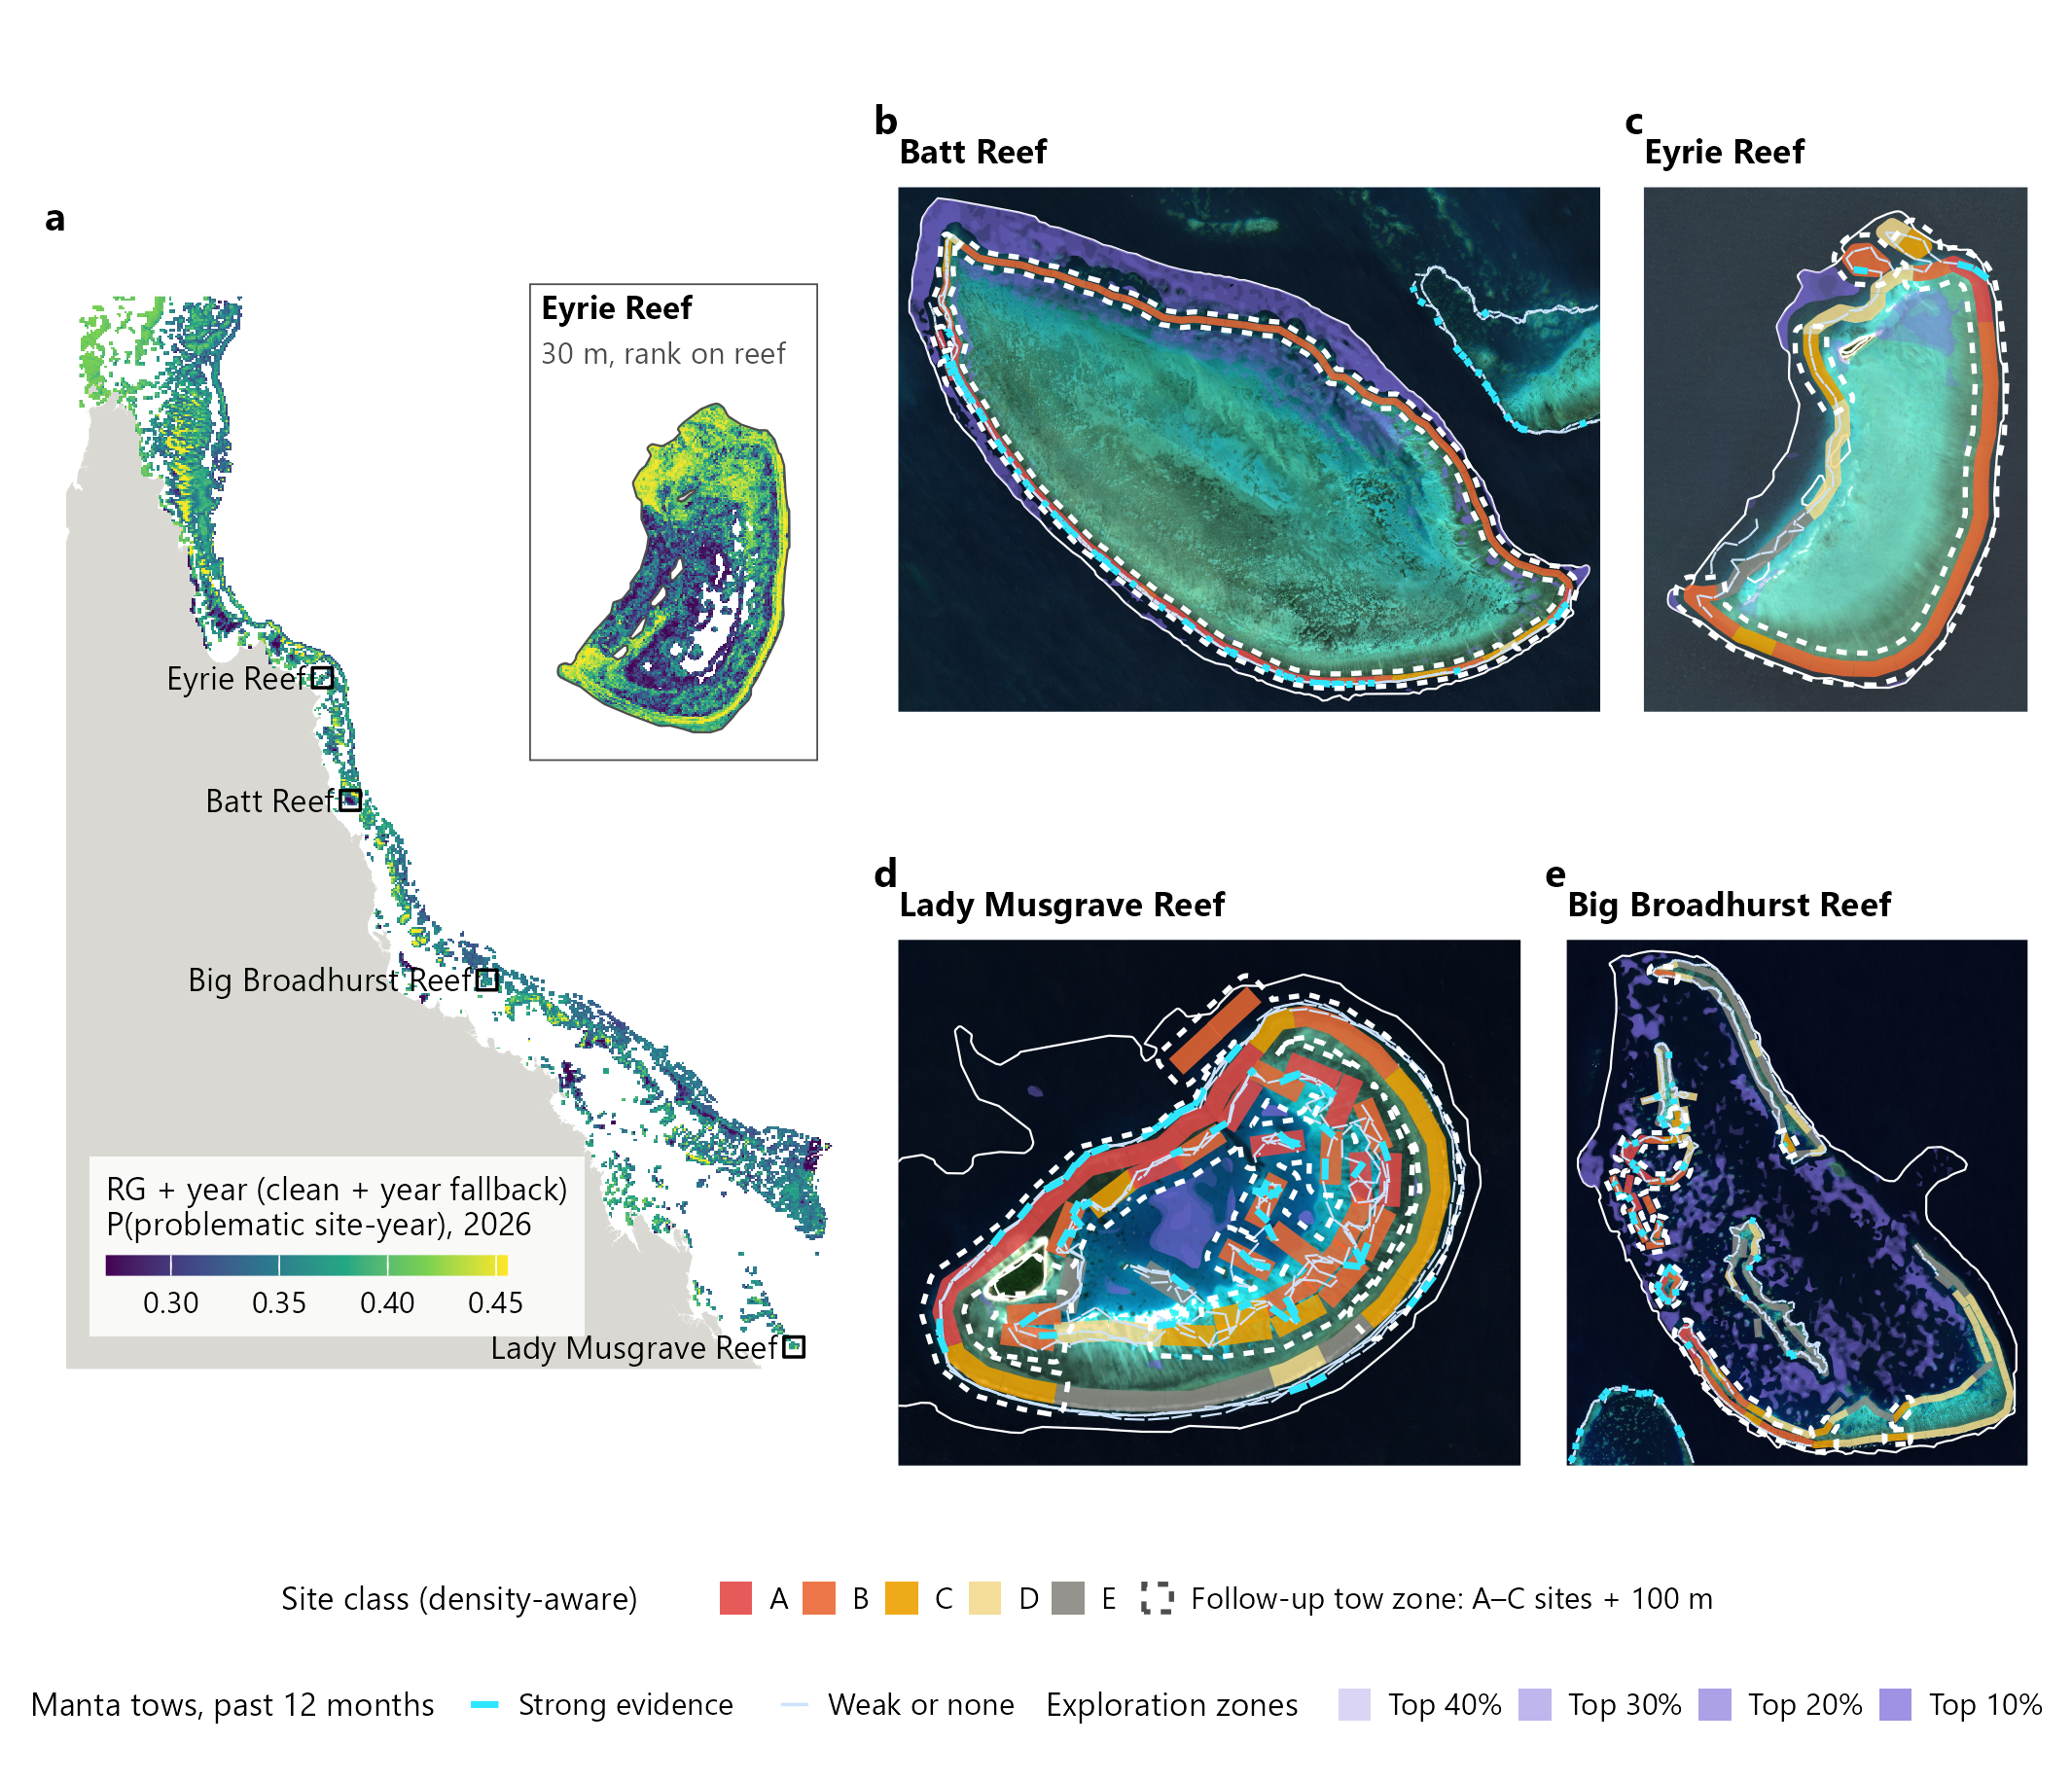 a
Eyrie Reef
30 m, rank on reef
Eyrie Reef
Batt Reef
Big Broadhurst Reef
Lady Musgrave Reef
RG + year (clean + year fallback)
P(problematic site-year), 2026
0.30 0.35 0.40 0.45
b
Batt Reef
c
Eyrie Reef
d
Lady Musgrave Reef
e
Big Broadhurst Reef
Site class (density-aware) A B C D E Follow-up tow zone: A–C sites + 100 m
Manta tows, past 12 months Strong evidence Weak or none Exploration zones Top 40% Top 30% Top 20% Top 10%